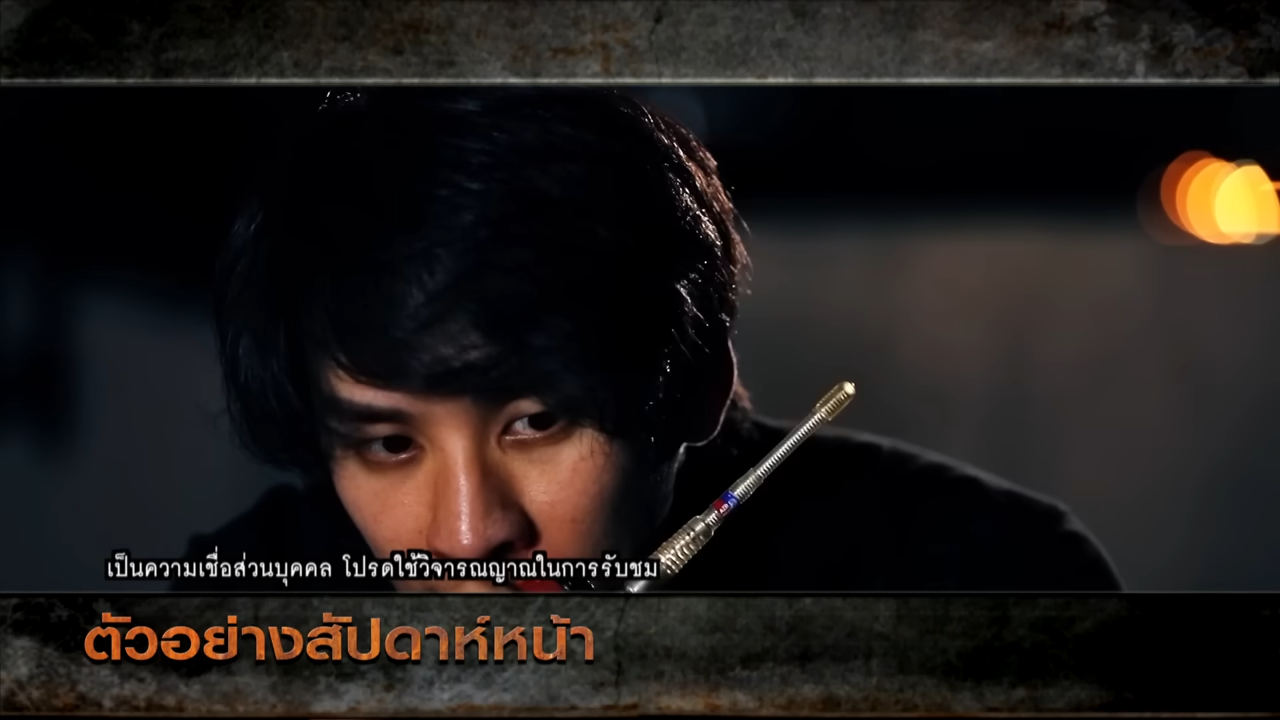 เป็นความเชื่อส่วนบุคคล โปรดใช้วิจารณญาณในการรับชม
ตัวอย่างสัปดาห์หน้า